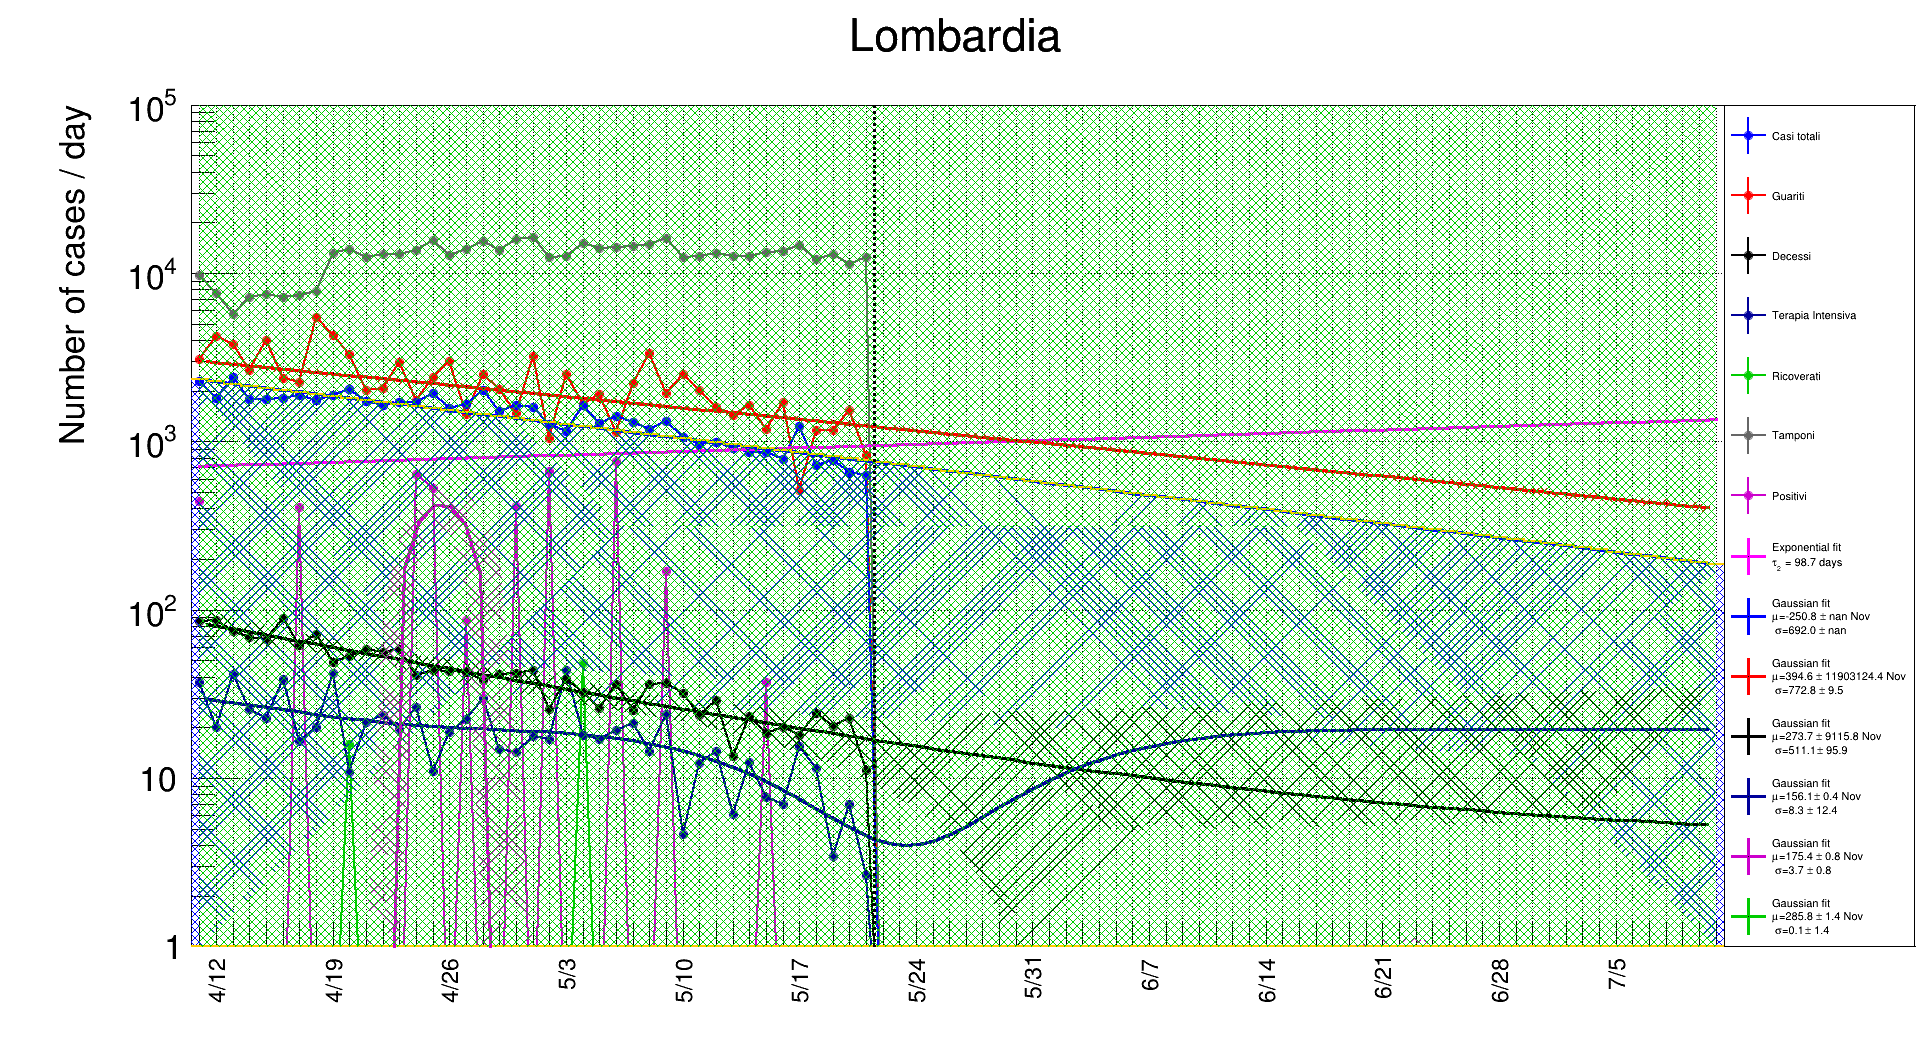 Lombardia
Number of cases / day
10^5
10^4
10^3
10^2
10
1
4/12
4/19
4/26
5/3
5/10
5/17
5/24
5/31
6/7
6/14
6/21
6/28
7/5
Casi totali
Guariti
Decessi
Terapia Intensiva
Ricoverati
Tamponi
Positivi
Exponential fit
τ₂ = 98.7 days
Gaussian fit
μ=-250.8 ± nan Nov
σ=692.0 ± nan
Gaussian fit
μ=394.6 ± 11903124.4 Nov
σ=772.8 ± 9.5
Gaussian fit
μ=273.7 ± 9115.8 Nov
σ=511.1 ± 95.9
Gaussian fit
μ=156.1 ± 0.4 Nov
σ=8.3 ± 12.4
Gaussian fit
μ=175.4 ± 0.8 Nov
σ=3.7 ± 0.8
Gaussian fit
μ=285.8 ± 1.4 Nov
σ=0.1 ± 1.4